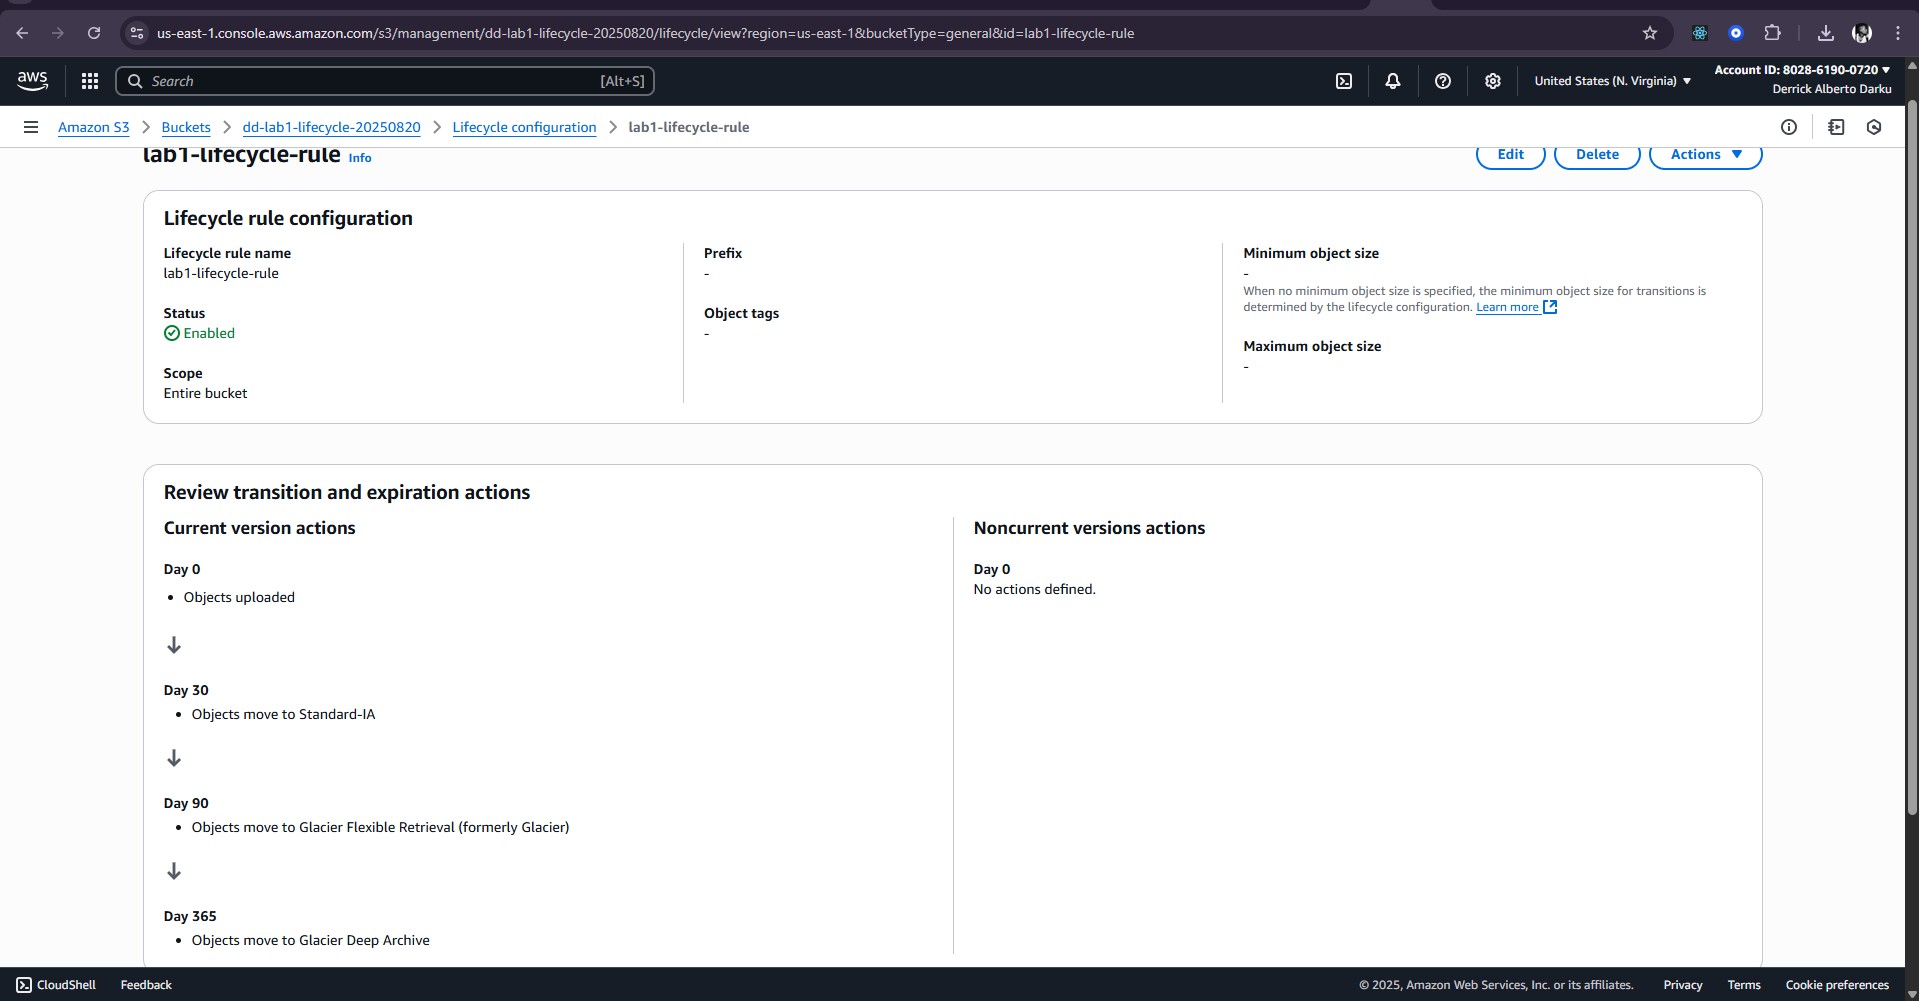 us-east-1.console.aws.amazon.com/s3/management/dd-lab1-lifecycle-20250820/lifecycle/view?region=us-east-1&bucketType=general&id=lab1-lifecycle-rule
aws
Search [Alt+S]
United States (N. Virginia)
Account ID: 8028-6190-0720
Derrick Alberto Darku
Amazon S3 > Buckets > dd-lab1-lifecycle-20250820 > Lifecycle configuration > lab1-lifecycle-rule
lab1-lifecycle-rule Info
Edit Delete Actions
Lifecycle rule configuration
Lifecycle rule name
lab1-lifecycle-rule
Status
Enabled
Scope
Entire bucket
Prefix
-
Object tags
-
Minimum object size
-
When no minimum object size is specified, the minimum object size for transitions is
determined by the lifecycle configuration. Learn more
Maximum object size
-
Review transition and expiration actions
Current version actions
Day 0
• Objects uploaded
Day 30
• Objects move to Standard-IA
Day 90
• Objects move to Glacier Flexible Retrieval (formerly Glacier)
Day 365
• Objects move to Glacier Deep Archive
Noncurrent versions actions
Day 0
No actions defined.
CloudShell Feedback
© 2025, Amazon Web Services, Inc. or its affiliates. Privacy Terms Cookie preferences